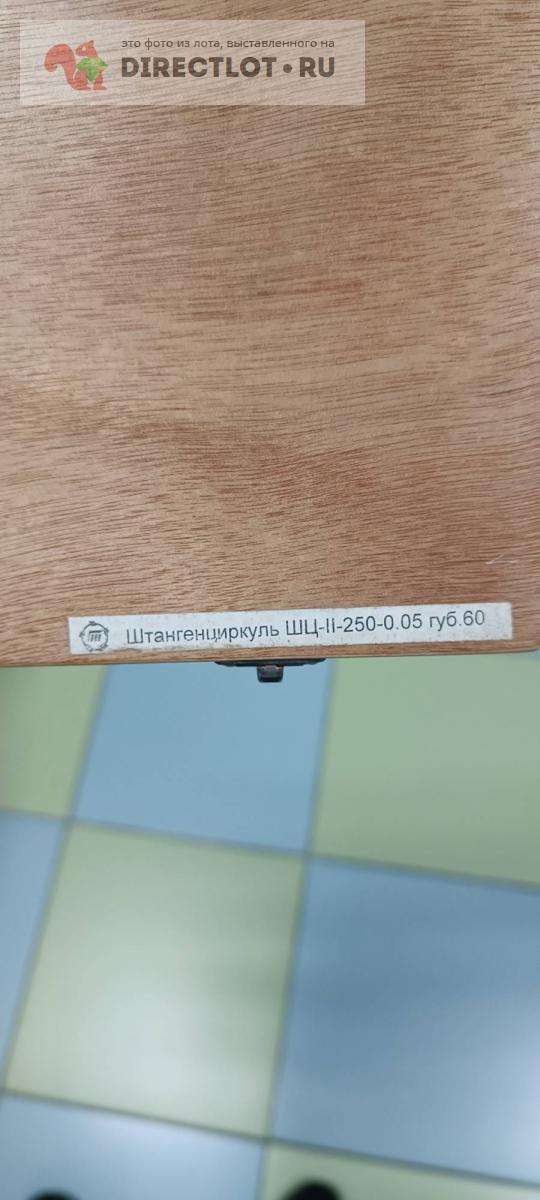 это фото из лота, выставленного на
DIRECTLOT•RU
Штангенциркуль ШЦ-II-250-0.05 губ.60